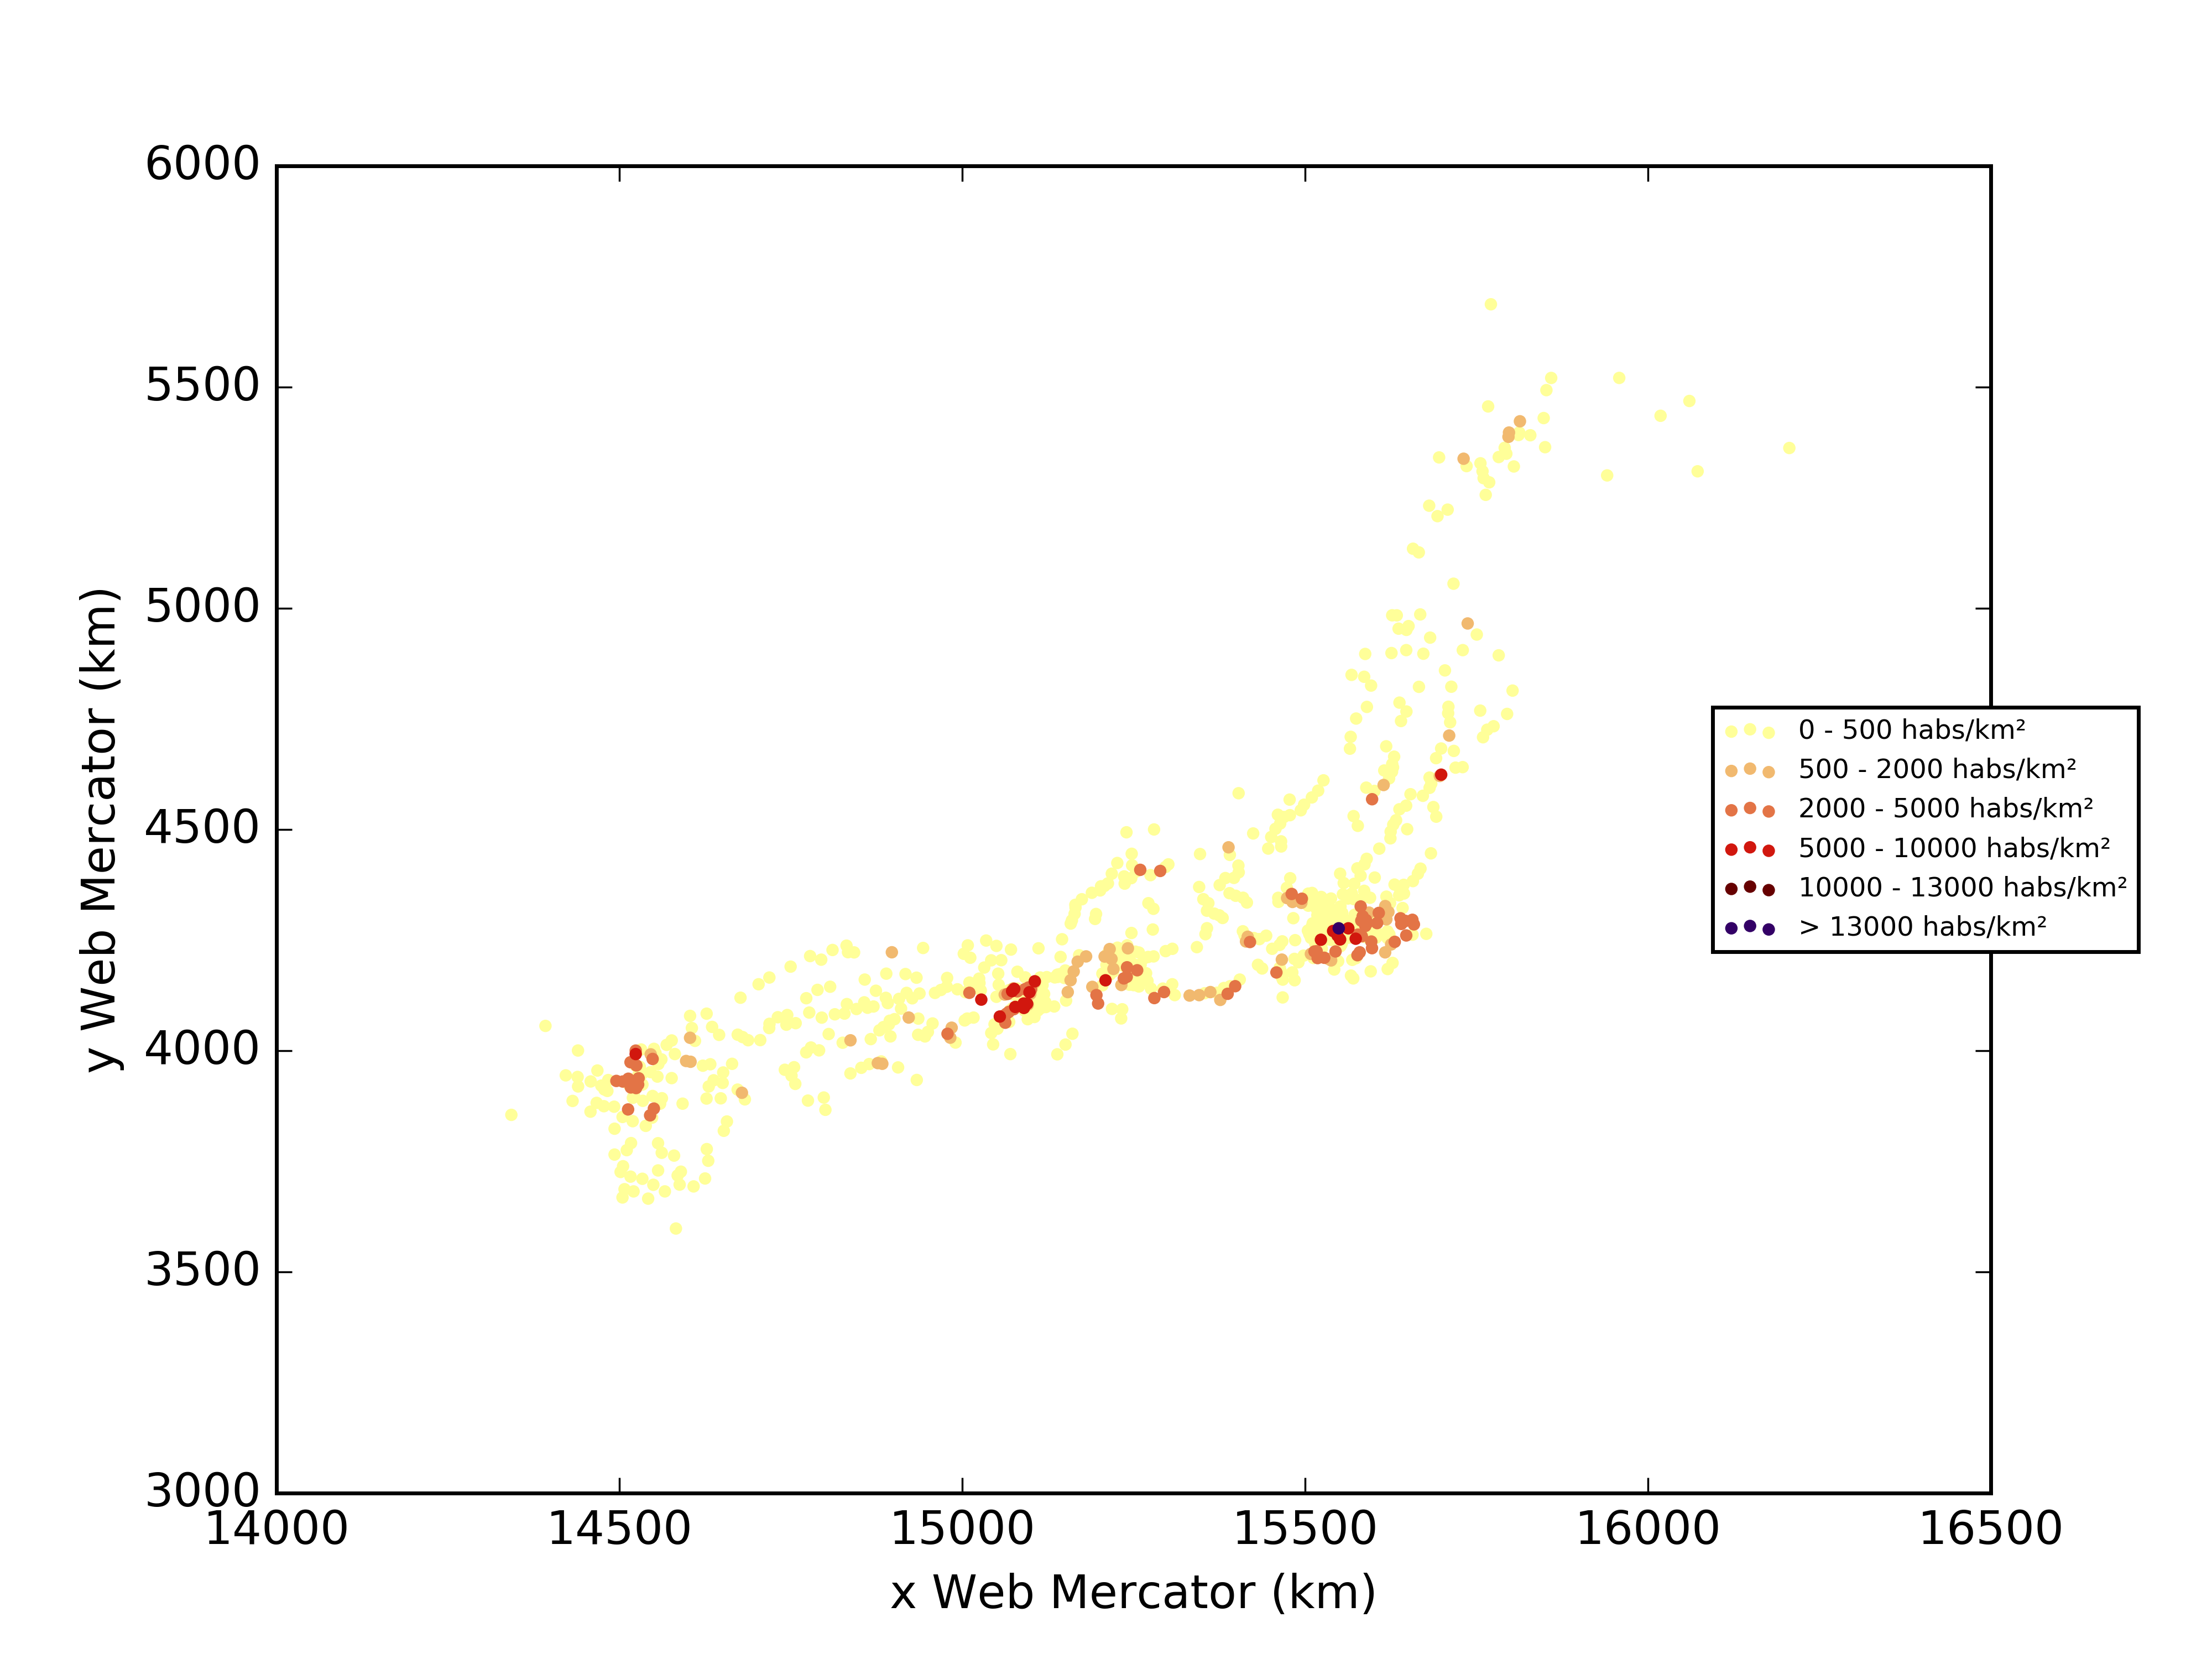 6000
5500
5000
4500
4000
3500
3000
y Web Mercator (km)
14000 14500 15000 15500 16000 16500
x Web Mercator (km)
0 - 500 habs/km²
500 - 2000 habs/km²
2000 - 5000 habs/km²
5000 - 10000 habs/km²
10000 - 13000 habs/km²
> 13000 habs/km²